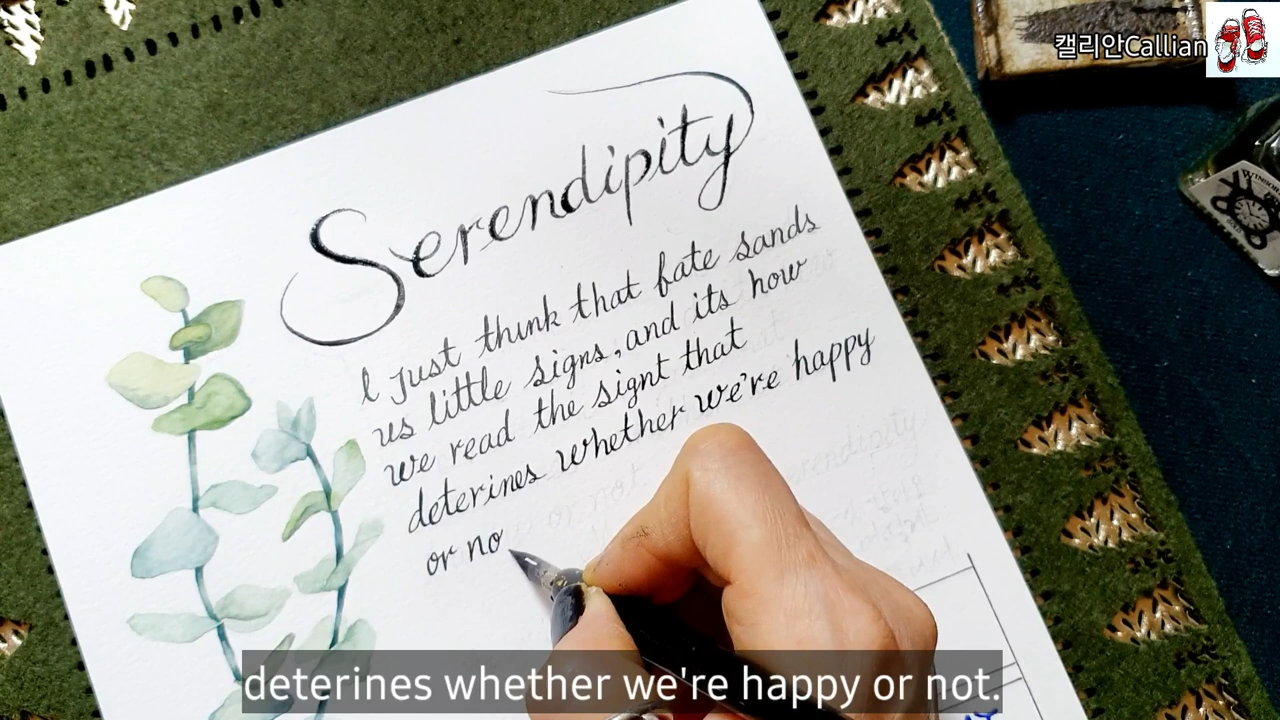 캘리안Callian
Serendipity
I just think that fate sands
us little signs, and its how
we read the signt that
deterines whether we're happy
or no
WINSOR
deterines whether we're happy or not.